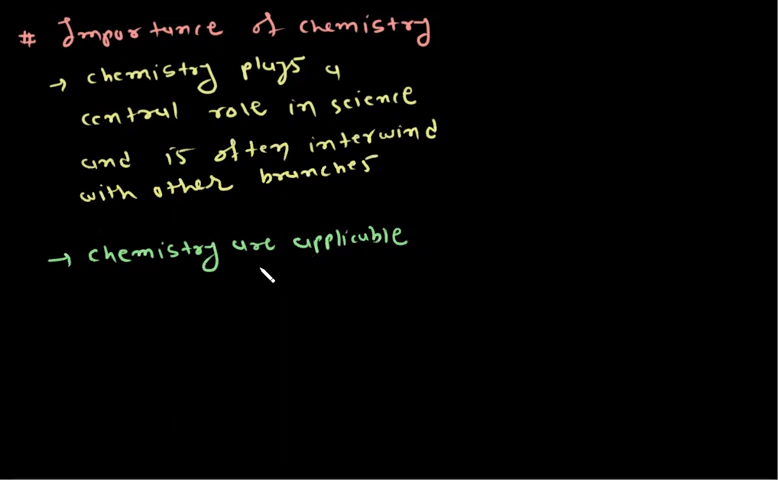 # Importance of chemistry
→ chemistry plays a
central role in science
and is often interwind
with other branches
→ chemistry are applicable